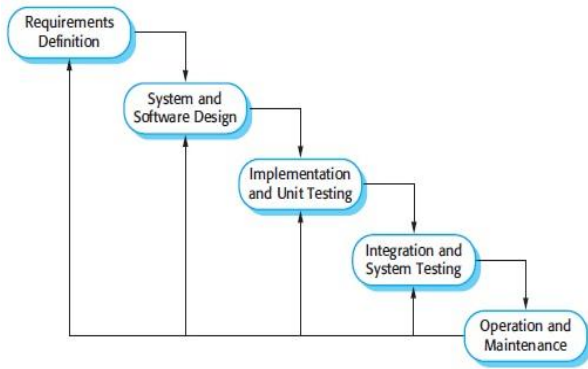 Requirements
Definition
System and
Software Design
Implementation
and Unit Testing
Integration and
System Testing
Operation and
Maintenance